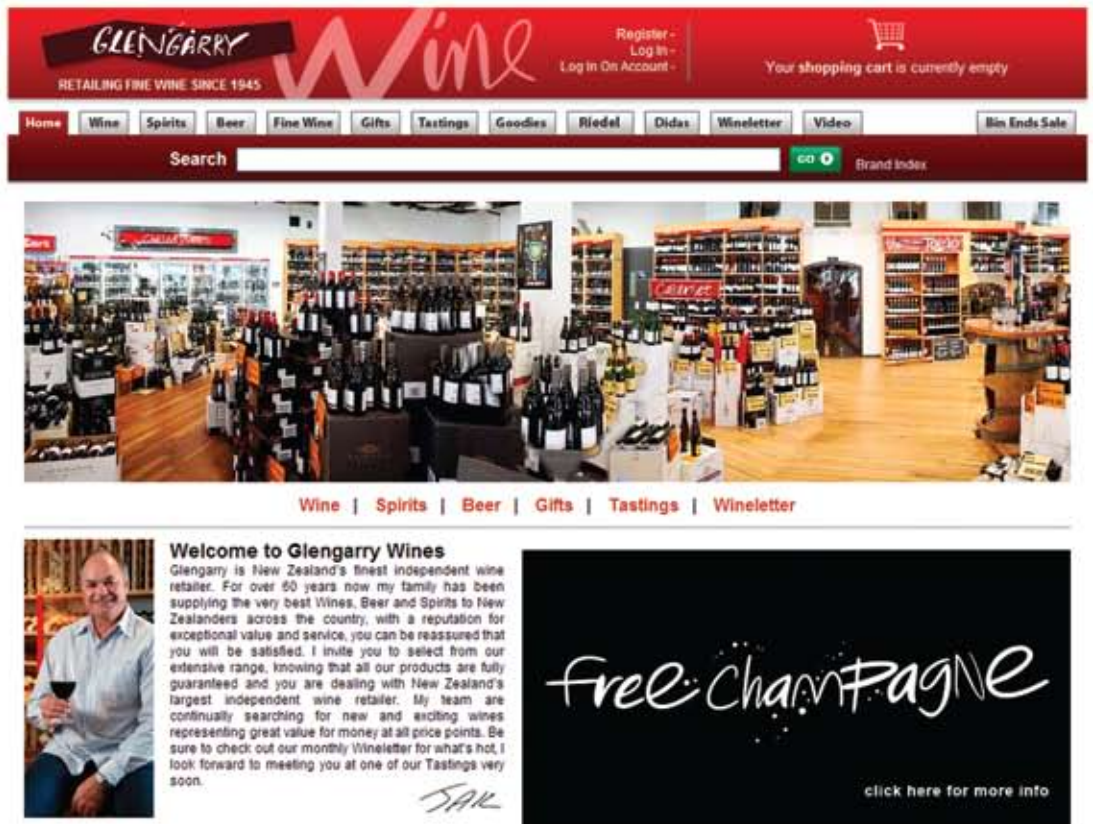 GLENGARRY
Wine
RETAILING FINE WINE SINCE 1945
Register -
Log In -
Log In On Account -
Your shopping cart is currently empty
Home Wine Spirits Beer Fine Wine Gifts Tastings Goodies Riedel Didas Wineletter Video Bin Ends Sale
Search GO Brand Index
Cabernet
Wine | Spirits | Beer | Gifts | Tastings | Wineletter
Welcome to Glengarry Wines
Glengarry is New Zealand's finest independent wine
retailer. For over 60 years now my family has been
supplying the very best Wines, Beer and Spirits to New
Zealanders across the country, with a reputation for
exceptional value and service, you can be reassured that
you will be satisfied. I invite you to select from our
extensive range, knowing that all our products are fully
guaranteed and you are dealing with New Zealand's
largest independent wine retailer. My team are
continually searching for new and exciting wines
representing great value for money at all price points. Be
sure to check out our monthly Wineletter for what's hot, I
look forward to meeting you at one of our Tastings very
soon.
JAK
free champagne
click here for more info